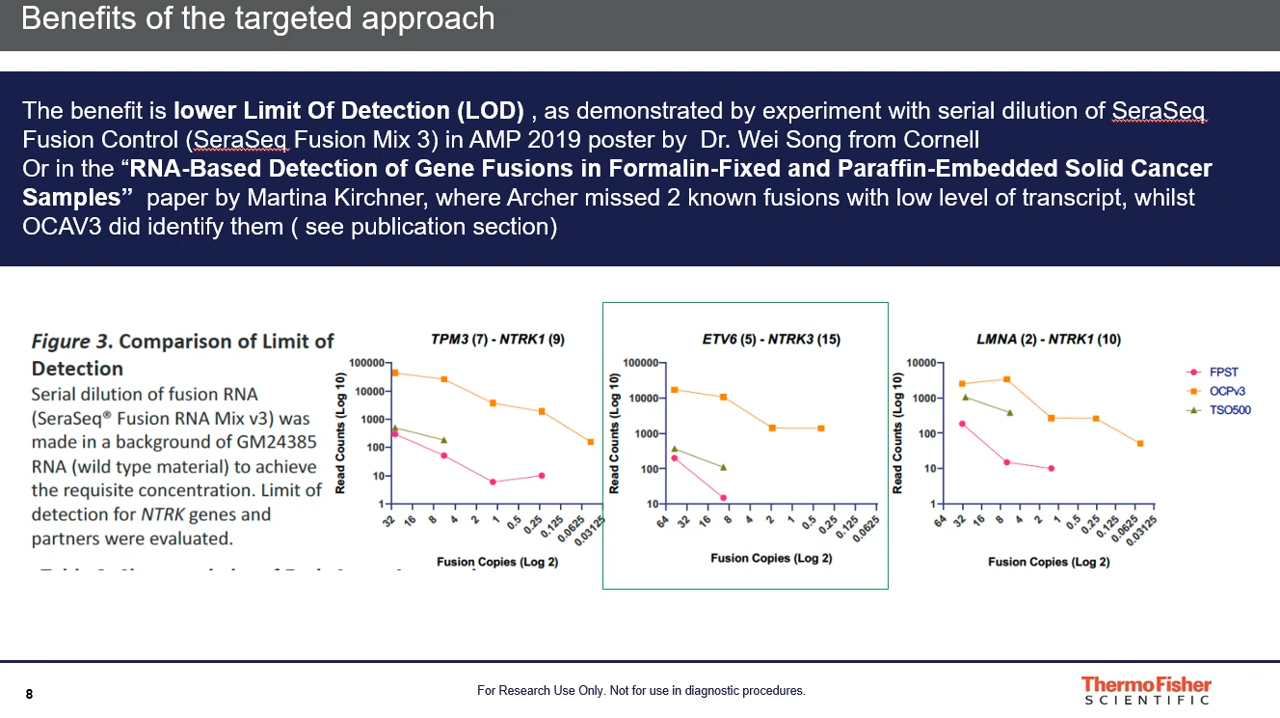 Benefits of the targeted approach
The benefit is lower Limit Of Detection (LOD) , as demonstrated by experiment with serial dilution of SeraSeq
Fusion Control (SeraSeq Fusion Mix 3) in AMP 2019 poster by Dr. Wei Song from Cornell
Or in the “RNA-Based Detection of Gene Fusions in Formalin-Fixed and Paraffin-Embedded Solid Cancer
Samples” paper by Martina Kirchner, where Archer missed 2 known fusions with low level of transcript, whilst
OCAV3 did identify them ( see publication section)
Figure 3. Comparison of Limit of
Detection
Serial dilution of fusion RNA
(SeraSeq® Fusion RNA Mix v3) was
made in a background of GM24385
RNA (wild type material) to achieve
the requisite concentration. Limit of
detection for NTRK genes and
partners were evaluated.
TPM3 (7) - NTRK1 (9)
Read Counts (Log 10)
100000
10000
1000
100
10
1
32 16 8 4 2 1 0.5 0.25 0.125 0.0625 0.03125
Fusion Copies (Log 2)
ETV6 (5) - NTRK3 (15)
Read Counts (Log 10)
100000
10000
1000
100
10
64 32 16 8 4 2 1 0.5 0.25 0.125 0.0625
Fusion Copies (Log 2)
LMNA (2) - NTRK1 (10)
Read Counts (Log 10)
10000
1000
100
10
1
64 32 16 8 4 2 1 0.5 0.25 0.125 0.0625 0.03125
Fusion Copies (Log 2)
FPST
OCPv3
TSO500
8
For Research Use Only. Not for use in diagnostic procedures.
ThermoFisher
SCIENTIFIC